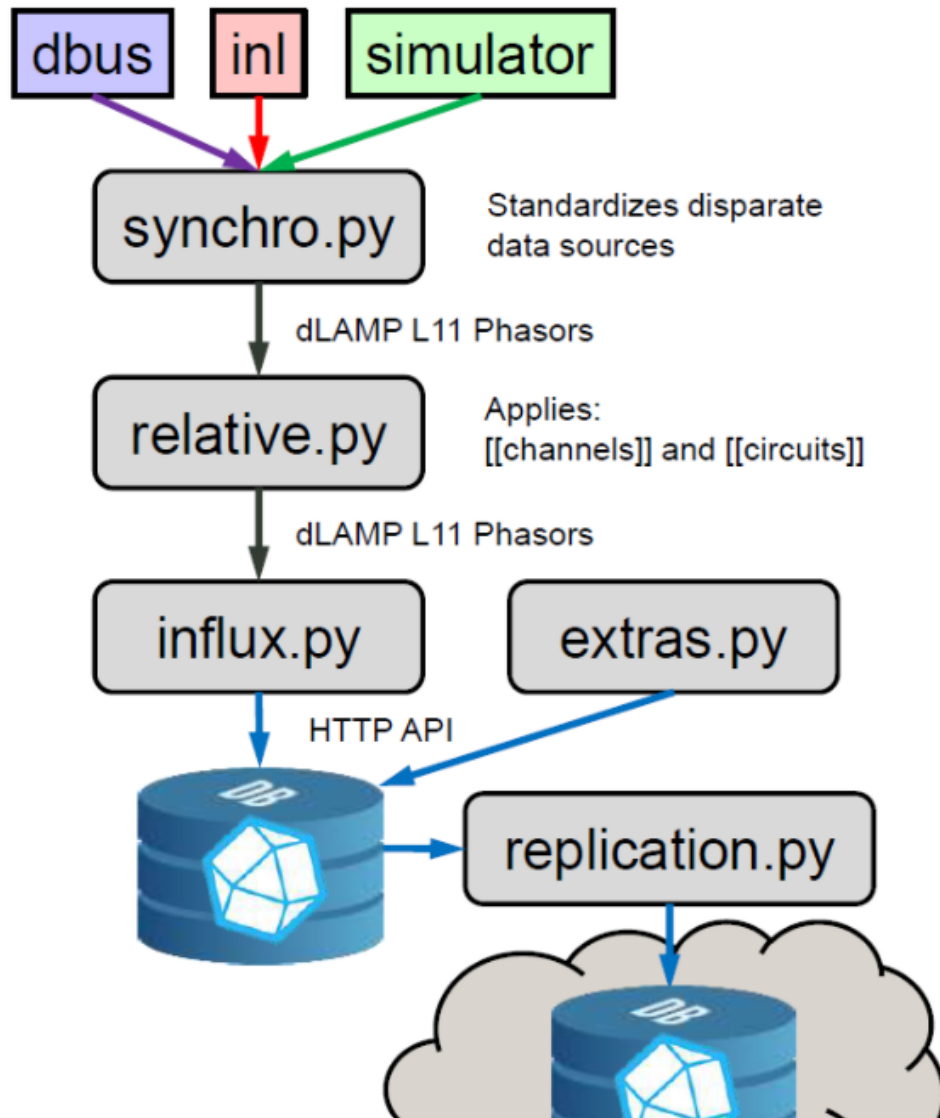 dbus
inl
simulator
synchro.py
Standardizes disparate
data sources
dLAMP L11 Phasors
relative.py
Applies:
[[channels]] and [[circuits]]
dLAMP L11 Phasors
influx.py
extras.py
HTTP API
DB
replication.py
DB